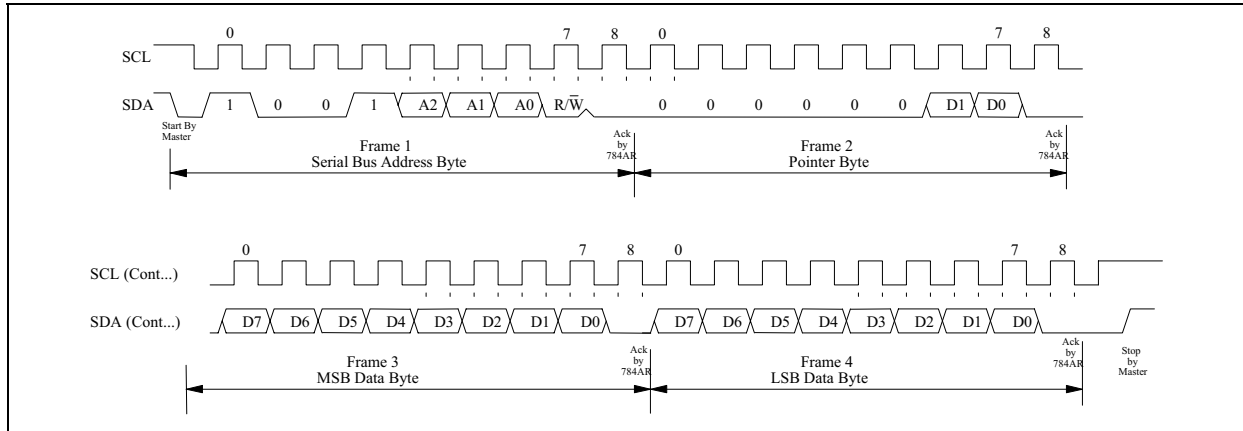 0 7 8 0 7 8
SCL
SDA 1 0 0 1 A2 A1 A0 R/W̅ 0 0 0 0 0 0 D1 D0
Start By
Master
Frame 1
Serial Bus Address Byte
Ack
by
784AR
Frame 2
Pointer Byte
Ack
by
784AR
0 7 8 0 7 8
SCL (Cont...)
SDA (Cont...) D7 D6 D5 D4 D3 D2 D1 D0 D7 D6 D5 D4 D3 D2 D1 D0
Frame 3
MSB Data Byte
Ack
by
784AR
Frame 4
LSB Data Byte
Ack
by
784AR
Stop
by
Master